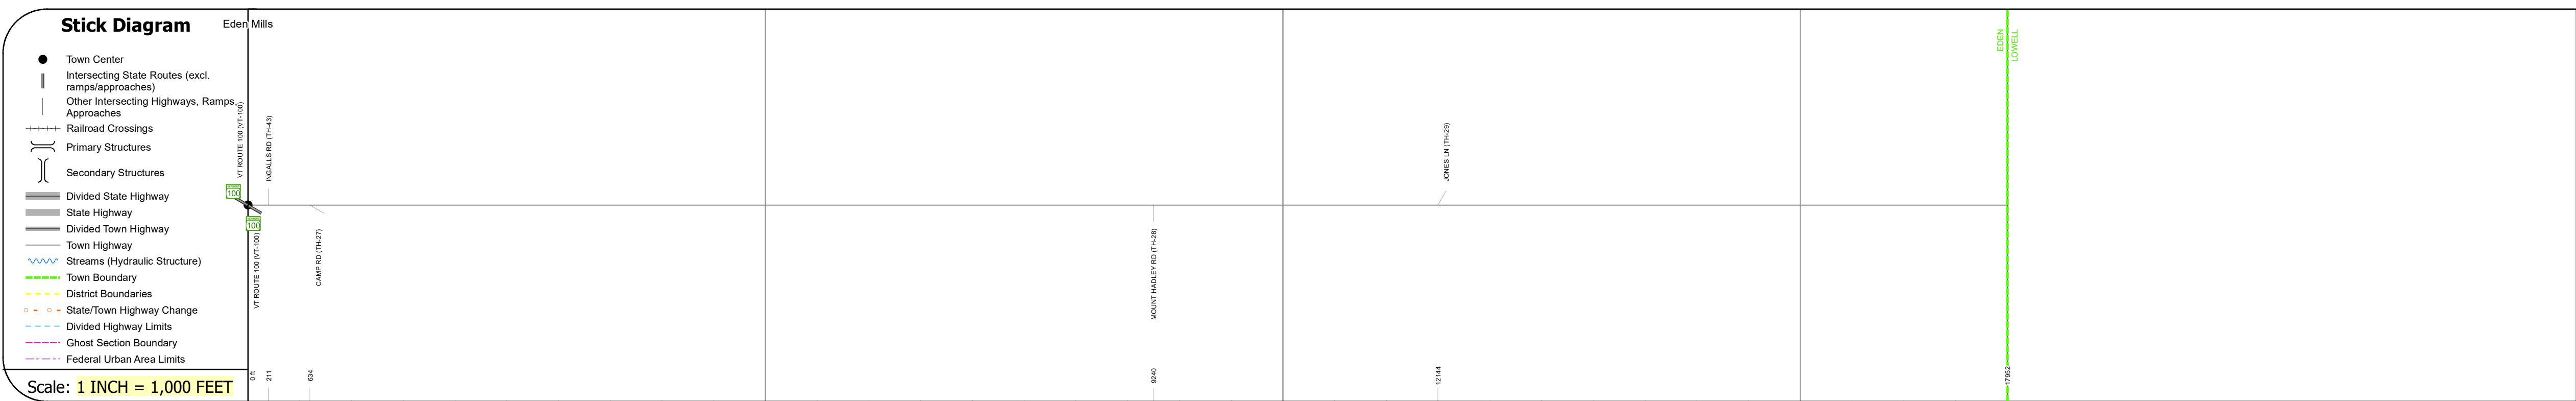 Stick Diagram
Town Center
Intersecting State Routes (excl.
ramps/approaches)
Other Intersecting Highways, Ramps,
Approaches
Railroad Crossings
Primary Structures
Secondary Structures
Divided State Highway
State Highway
Divided Town Highway
Town Highway
Streams (Hydraulic Structure)
Town Boundary
District Boundaries
State/Town Highway Change
Divided Highway Limits
Ghost Section Boundary
Federal Urban Area Limits
Scale: 1 INCH = 1,000 FEET
Eden Mills
VT ROUTE 100 (VT-100)
100
100
VT ROUTE 100 (VT-100)
0 ft
INGALLS RD (TH-43)
211
CAMP RD (TH-27)
634
MOUNT HADLEY RD (TH-28)
9240
JONES LN (TH-29)
12144
EDEN
LOWELL
17952